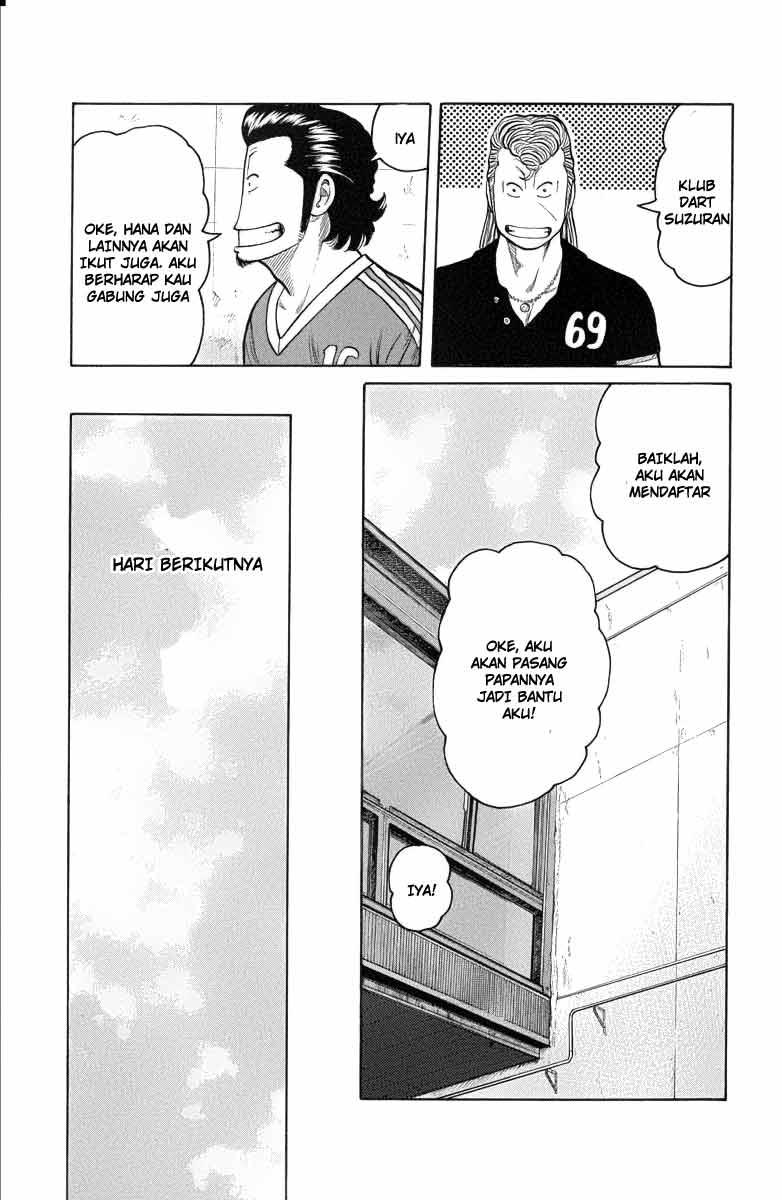 KLUB
DART
SUZURAN
69
IYA
OKE, HANA DAN
LAINNYA AKAN
IKUT JUGA. AKU
BERHARAP KAU
GABUNG JUGA
BAIKLAH,
AKU AKAN
MENDAFTAR
OKE, AKU
AKAN PASANG
PAPANNYA
JADI BANTU
AKU!
IYA!
HARI BERIKUTNYA